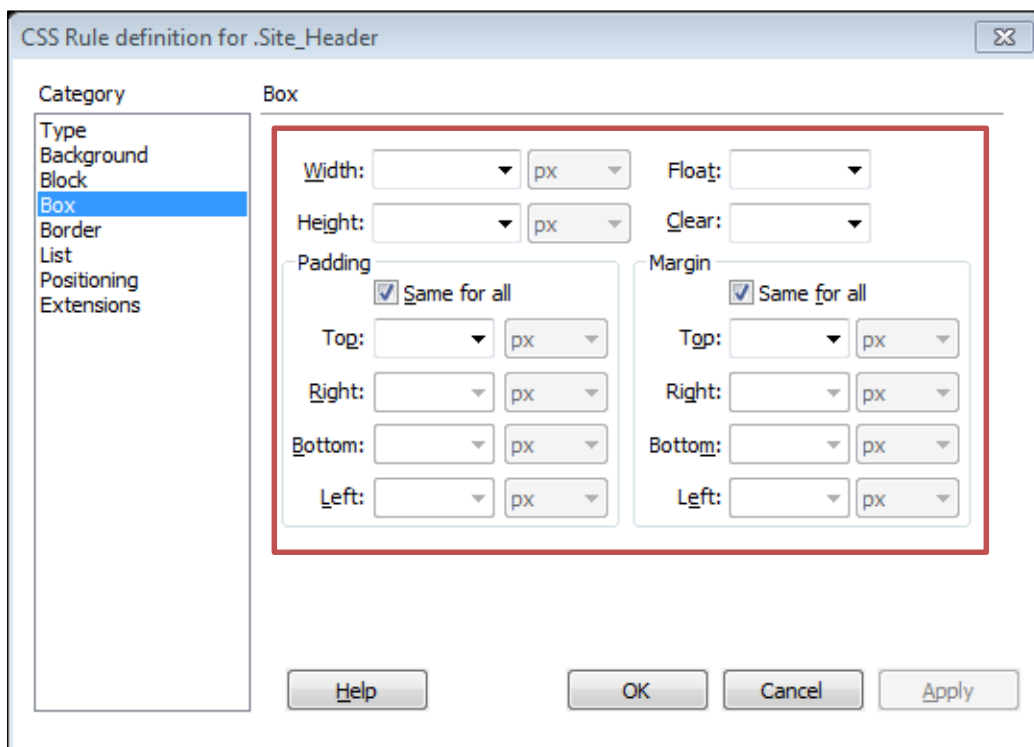 CSS Rule definition for .Site_Header
Category
Type
Background
Block
Box
Border
List
Positioning
Extensions
Box
Width: px Float:
Height: px Clear:
Padding
Same for all
Top: px
Right: px
Bottom: px
Left: px
Margin
Same for all
Top: px
Right: px
Bottom: px
Left: px
Help OK Cancel Apply